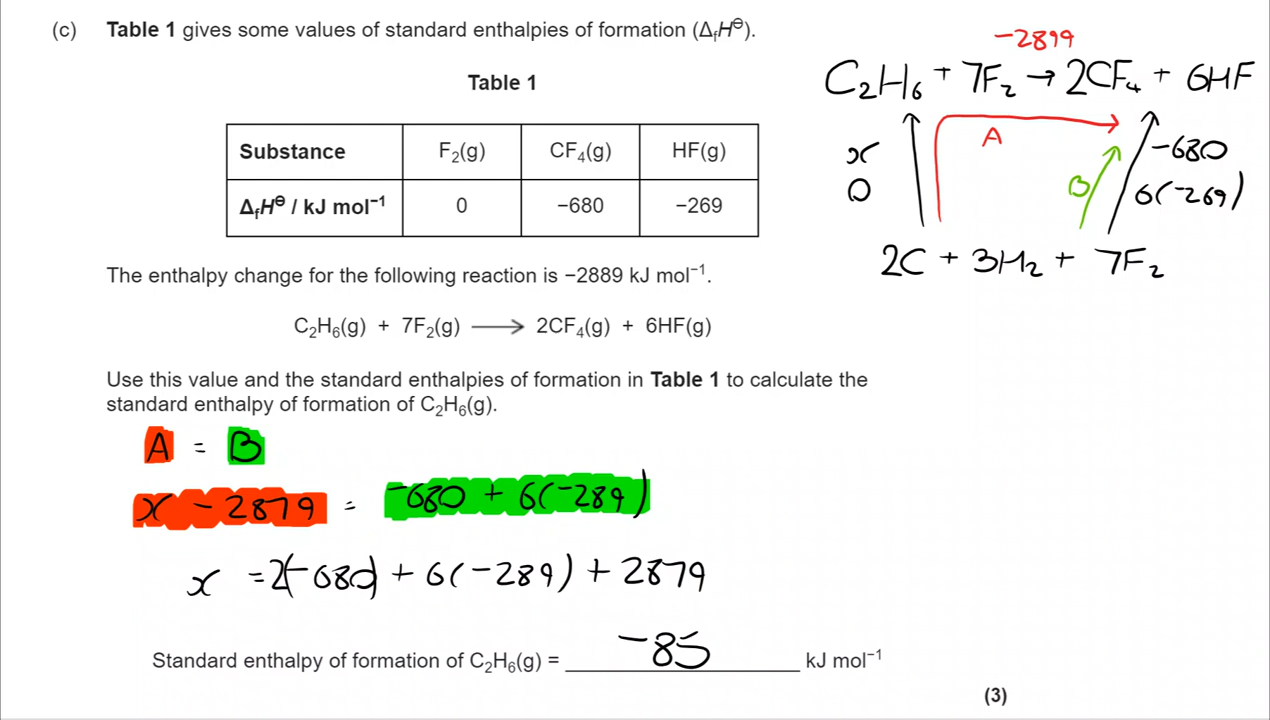 (c) Table 1 gives some values of standard enthalpies of formation (ΔfH⦵).
Table 1
Substance F₂(g) CF₄(g) HF(g)
ΔfH⦵ / kJ mol⁻¹ 0 −680 −269
The enthalpy change for the following reaction is −2889 kJ mol⁻¹.
C₂H₆(g) + 7F₂(g) ⟶ 2CF₄(g) + 6HF(g)
Use this value and the standard enthalpies of formation in Table 1 to calculate the
standard enthalpy of formation of C₂H₆(g).
−2899
C₂H₆ + 7F₂ → 2CF₄ + 6HF
A
x
0
B
−680
6(−269)
2C + 3H₂ + 7F₂
A = B
x − 2879 = −680 + 6(−289)
x = 2(−680) + 6(−289) + 2879
Standard enthalpy of formation of C₂H₆(g) = −85 kJ mol⁻¹
(3)